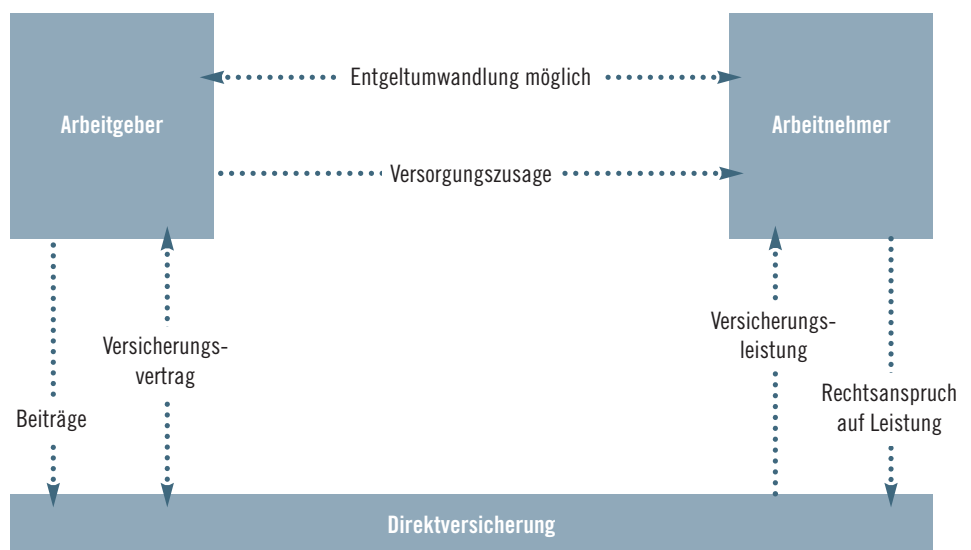 Entgeltumwandlung möglich
Arbeitgeber
Arbeitnehmer
Versorgungszusage
Versicherungs-
vertrag
Beiträge
Versicherungs-
leistung
Rechtsanspruch
auf Leistung
Direktversicherung